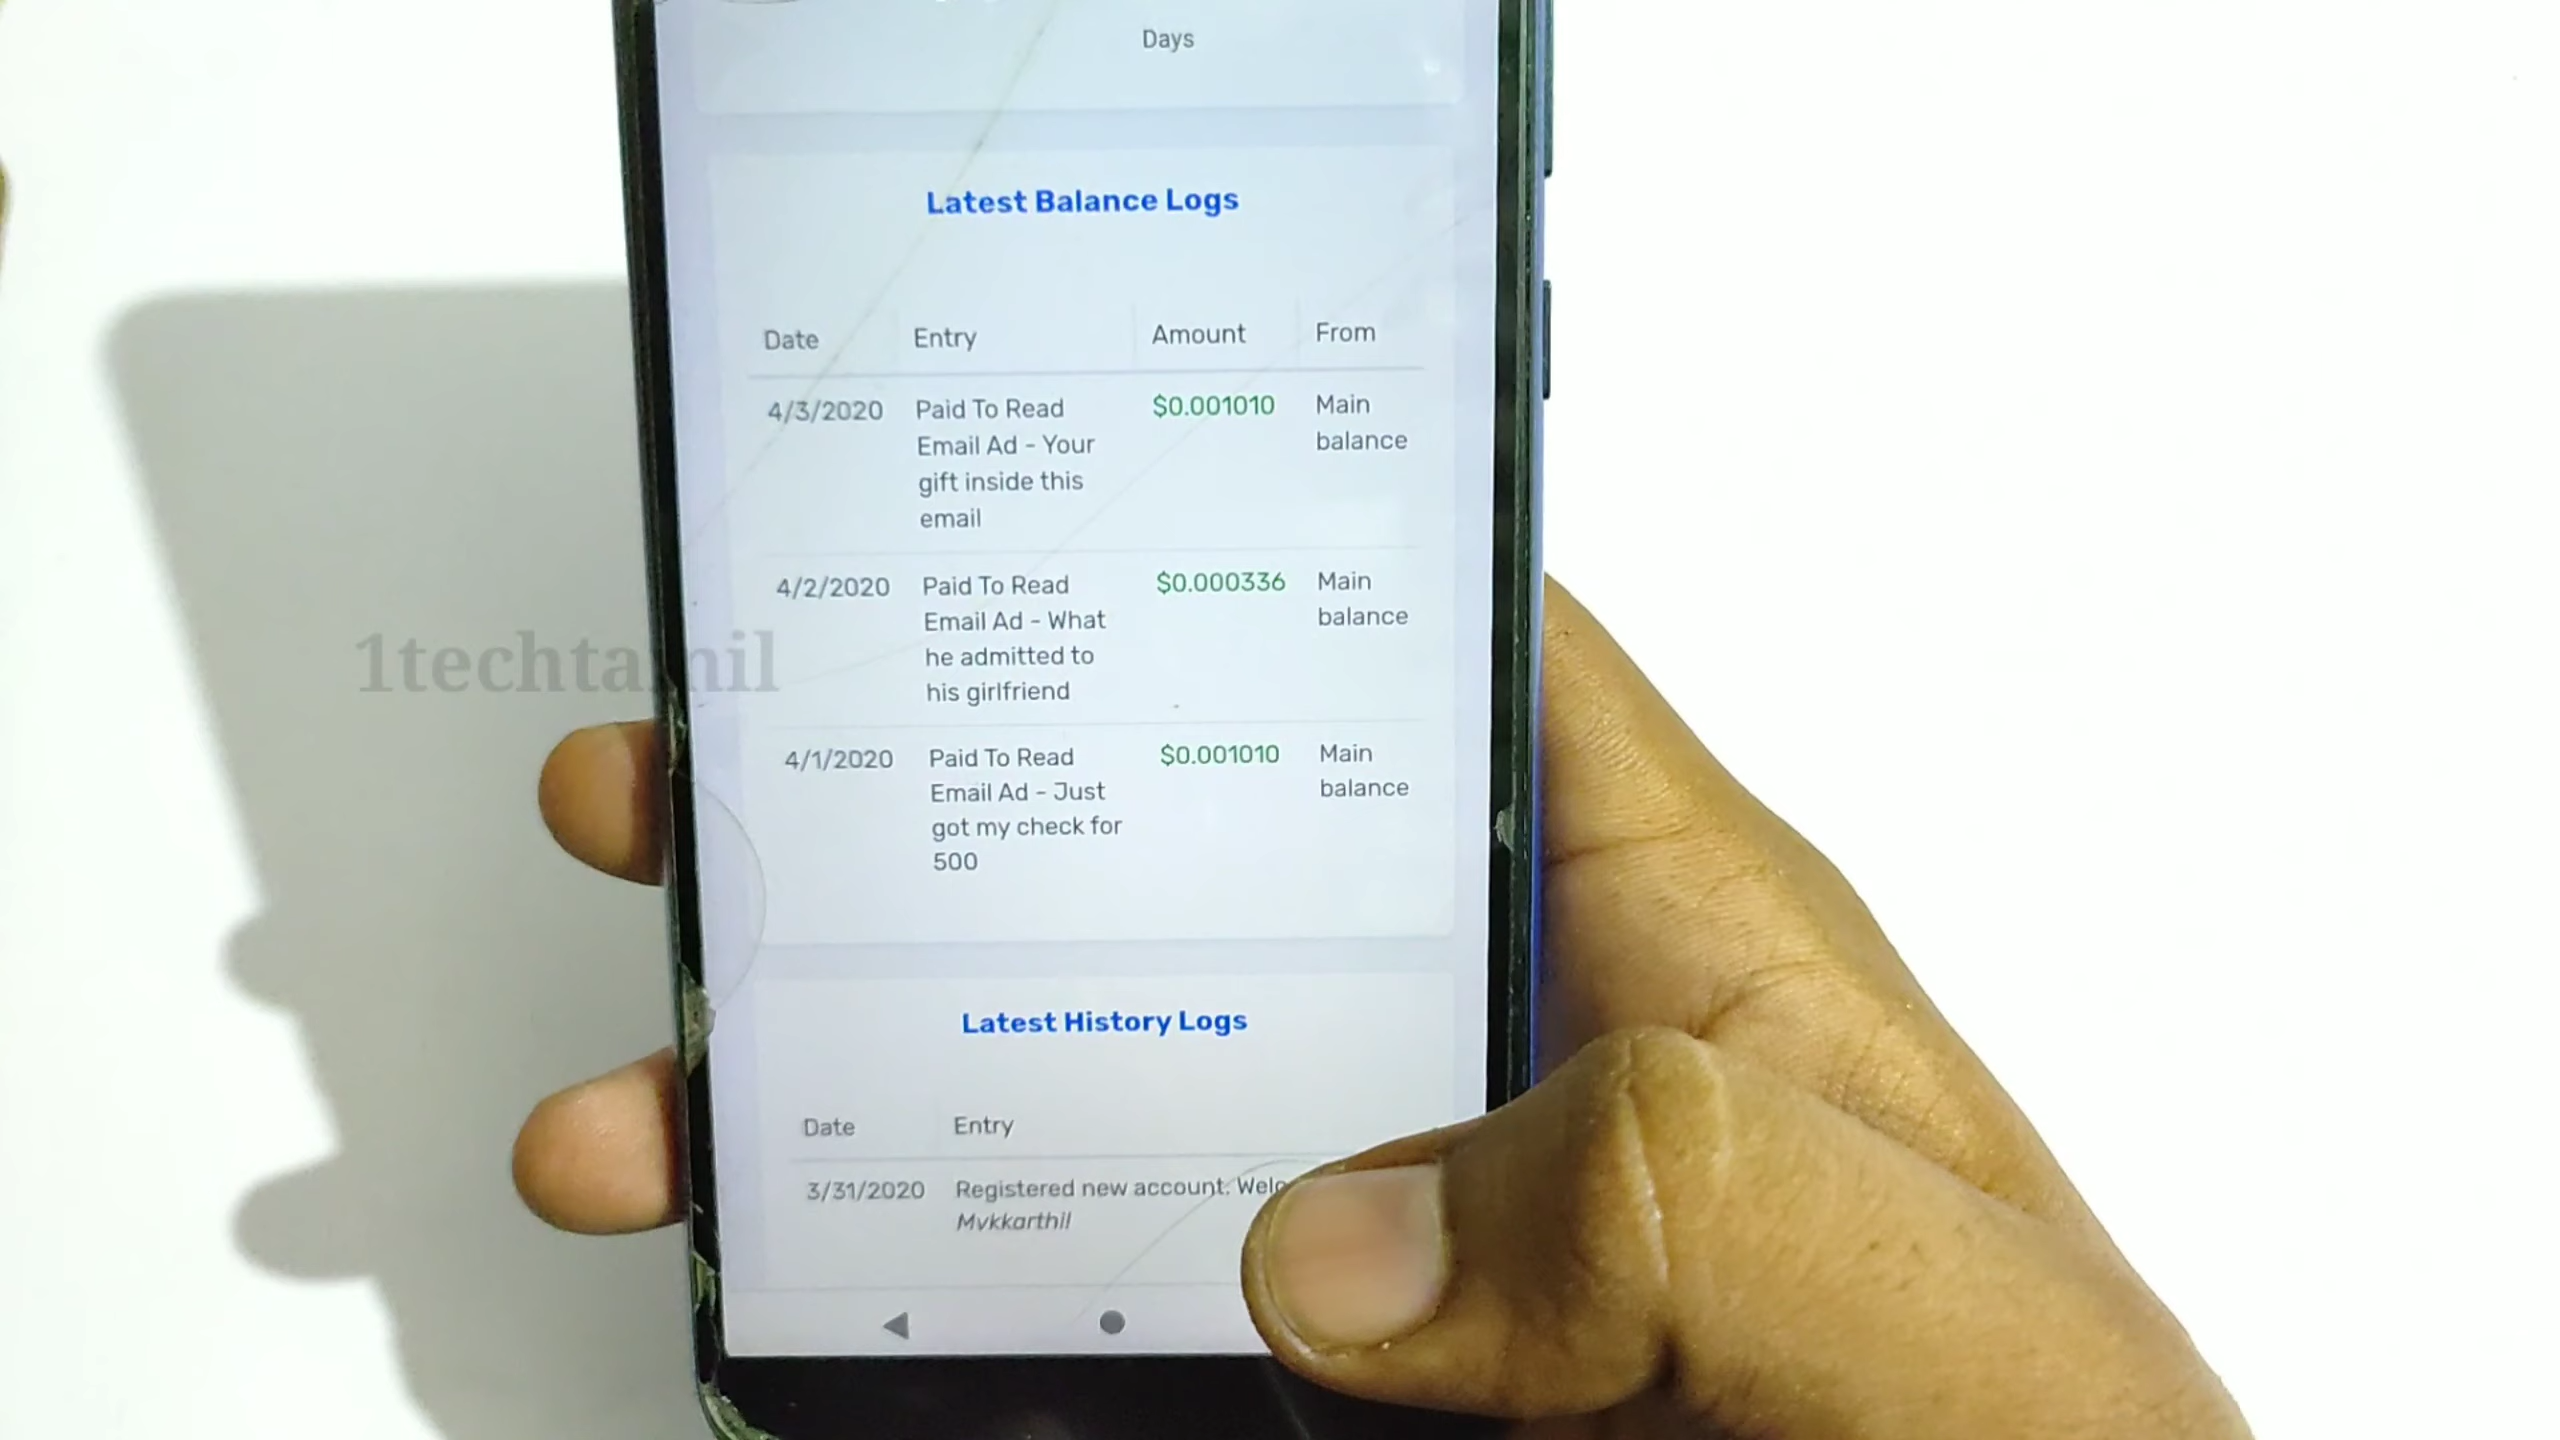 Days
Latest Balance Logs
Date Entry Amount From
4/3/2020 Paid To Read $0.001010 Main
Email Ad - Your balance
gift inside this
email
4/2/2020 Paid To Read $0.000336 Main
Email Ad - What balance
he admitted to
his girlfriend
1techtamil
4/1/2020 Paid To Read $0.001010 Main
Email Ad - Just balance
got my check for
500
Latest History Logs
Date Entry
3/31/2020 Registered new account.